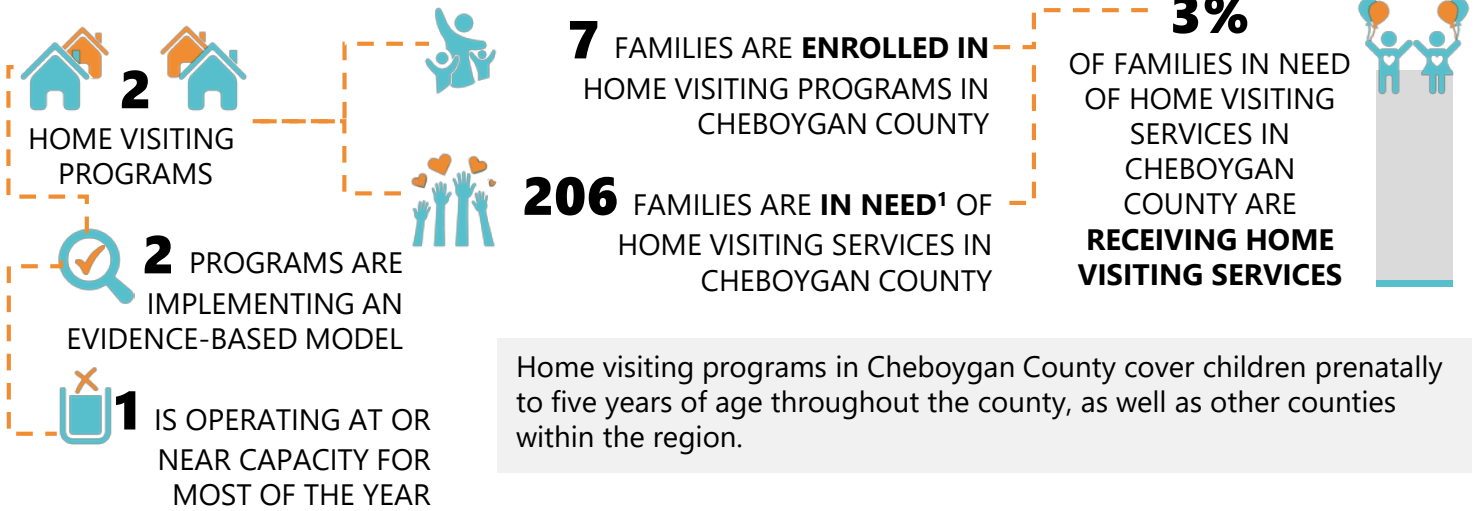 2
HOME VISITING
PROGRAMS
2 PROGRAMS ARE
IMPLEMENTING AN
EVIDENCE-BASED MODEL
1 IS OPERATING AT OR
NEAR CAPACITY FOR
MOST OF THE YEAR
7 FAMILIES ARE ENROLLED IN
HOME VISITING PROGRAMS IN
CHEBOYGAN COUNTY
206 FAMILIES ARE IN NEED¹ OF
HOME VISITING SERVICES IN
CHEBOYGAN COUNTY
3%
OF FAMILIES IN NEED
OF HOME VISITING
SERVICES IN
CHEBOYGAN
COUNTY ARE
RECEIVING HOME
VISITING SERVICES
Home visiting programs in Cheboygan County cover children prenatally
to five years of age throughout the county, as well as other counties
within the region.